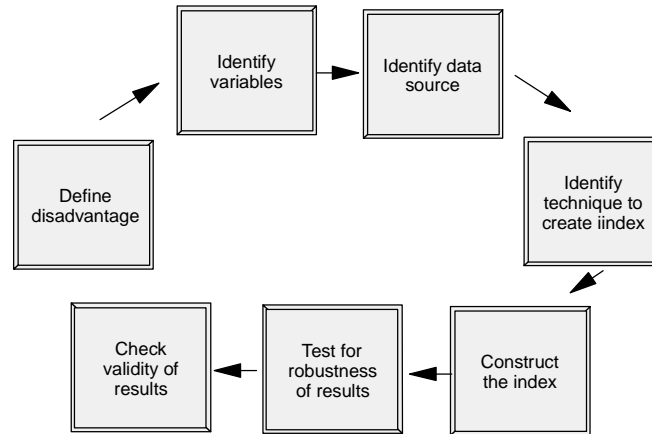 Define
disadvantage
Identify
variables
Identify data
source
Identify
technique to
create iindex
Construct
the index
Test for
robustness
of results
Check
validity of
results